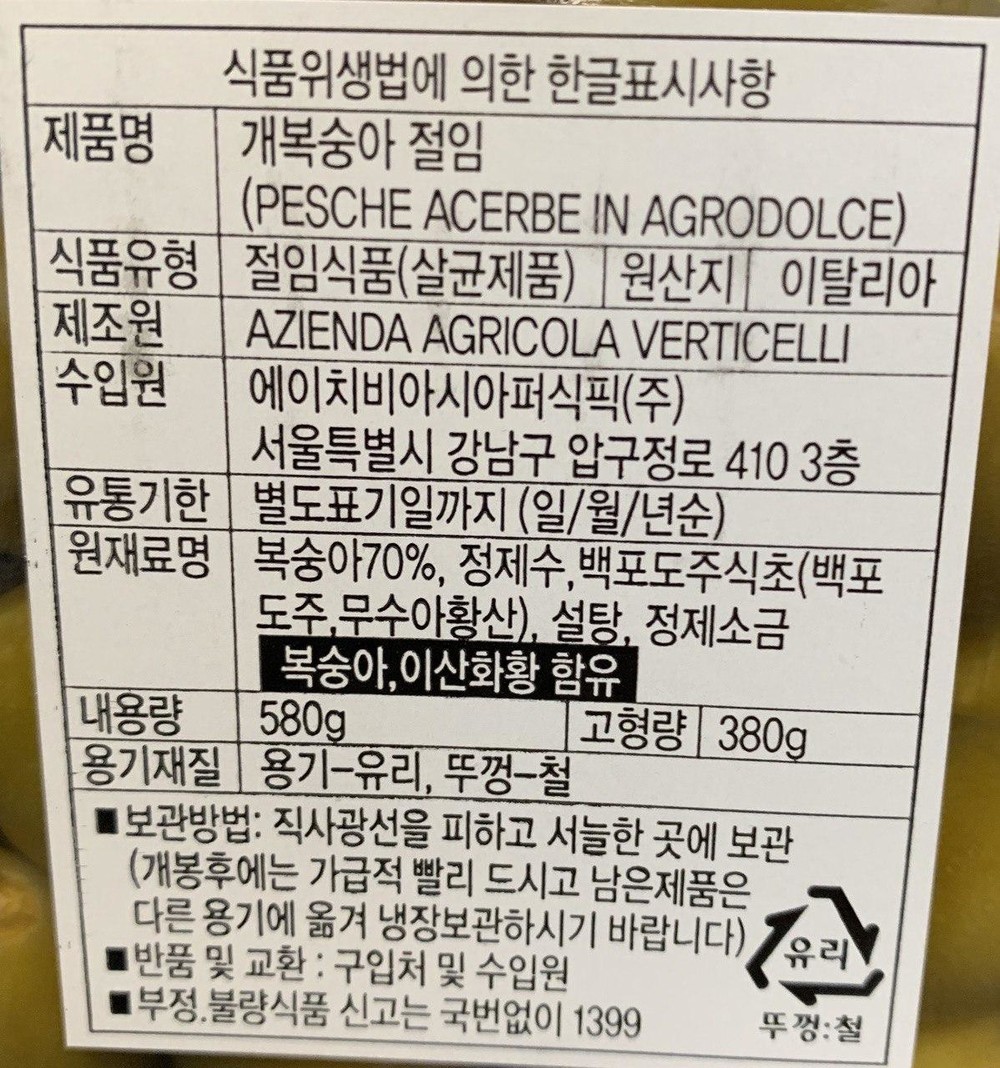 식품위생법에 의한 한글표시사항
제품명 개복숭아 절임
(PESCHE ACERBE IN AGRODOLCE)
식품유형 절임식품(살균제품) 원산지 이탈리아
제조원 AZIENDA AGRICOLA VERTICELLI
수입원 에이치비아시아퍼식픽(주)
서울특별시 강남구 압구정로 410 3층
유통기한 별도표기일까지 (일/월/년순)
원재료명 복숭아70%, 정제수,백포도주식초(백포
도주,무수아황산), 설탕, 정제소금
복숭아,이산화황 함유
내용량 580g 고형량 380g
용기재질 용기-유리, 뚜껑-철
■보관방법: 직사광선을 피하고 서늘한 곳에 보관
(개봉후에는 가급적 빨리 드시고 남은제품은
다른 용기에 옮겨 냉장보관하시기 바랍니다)
■반품 및 교환 : 구입처 및 수입원
■부정.불량식품 신고는 국번없이 1399
유리
뚜껑:철